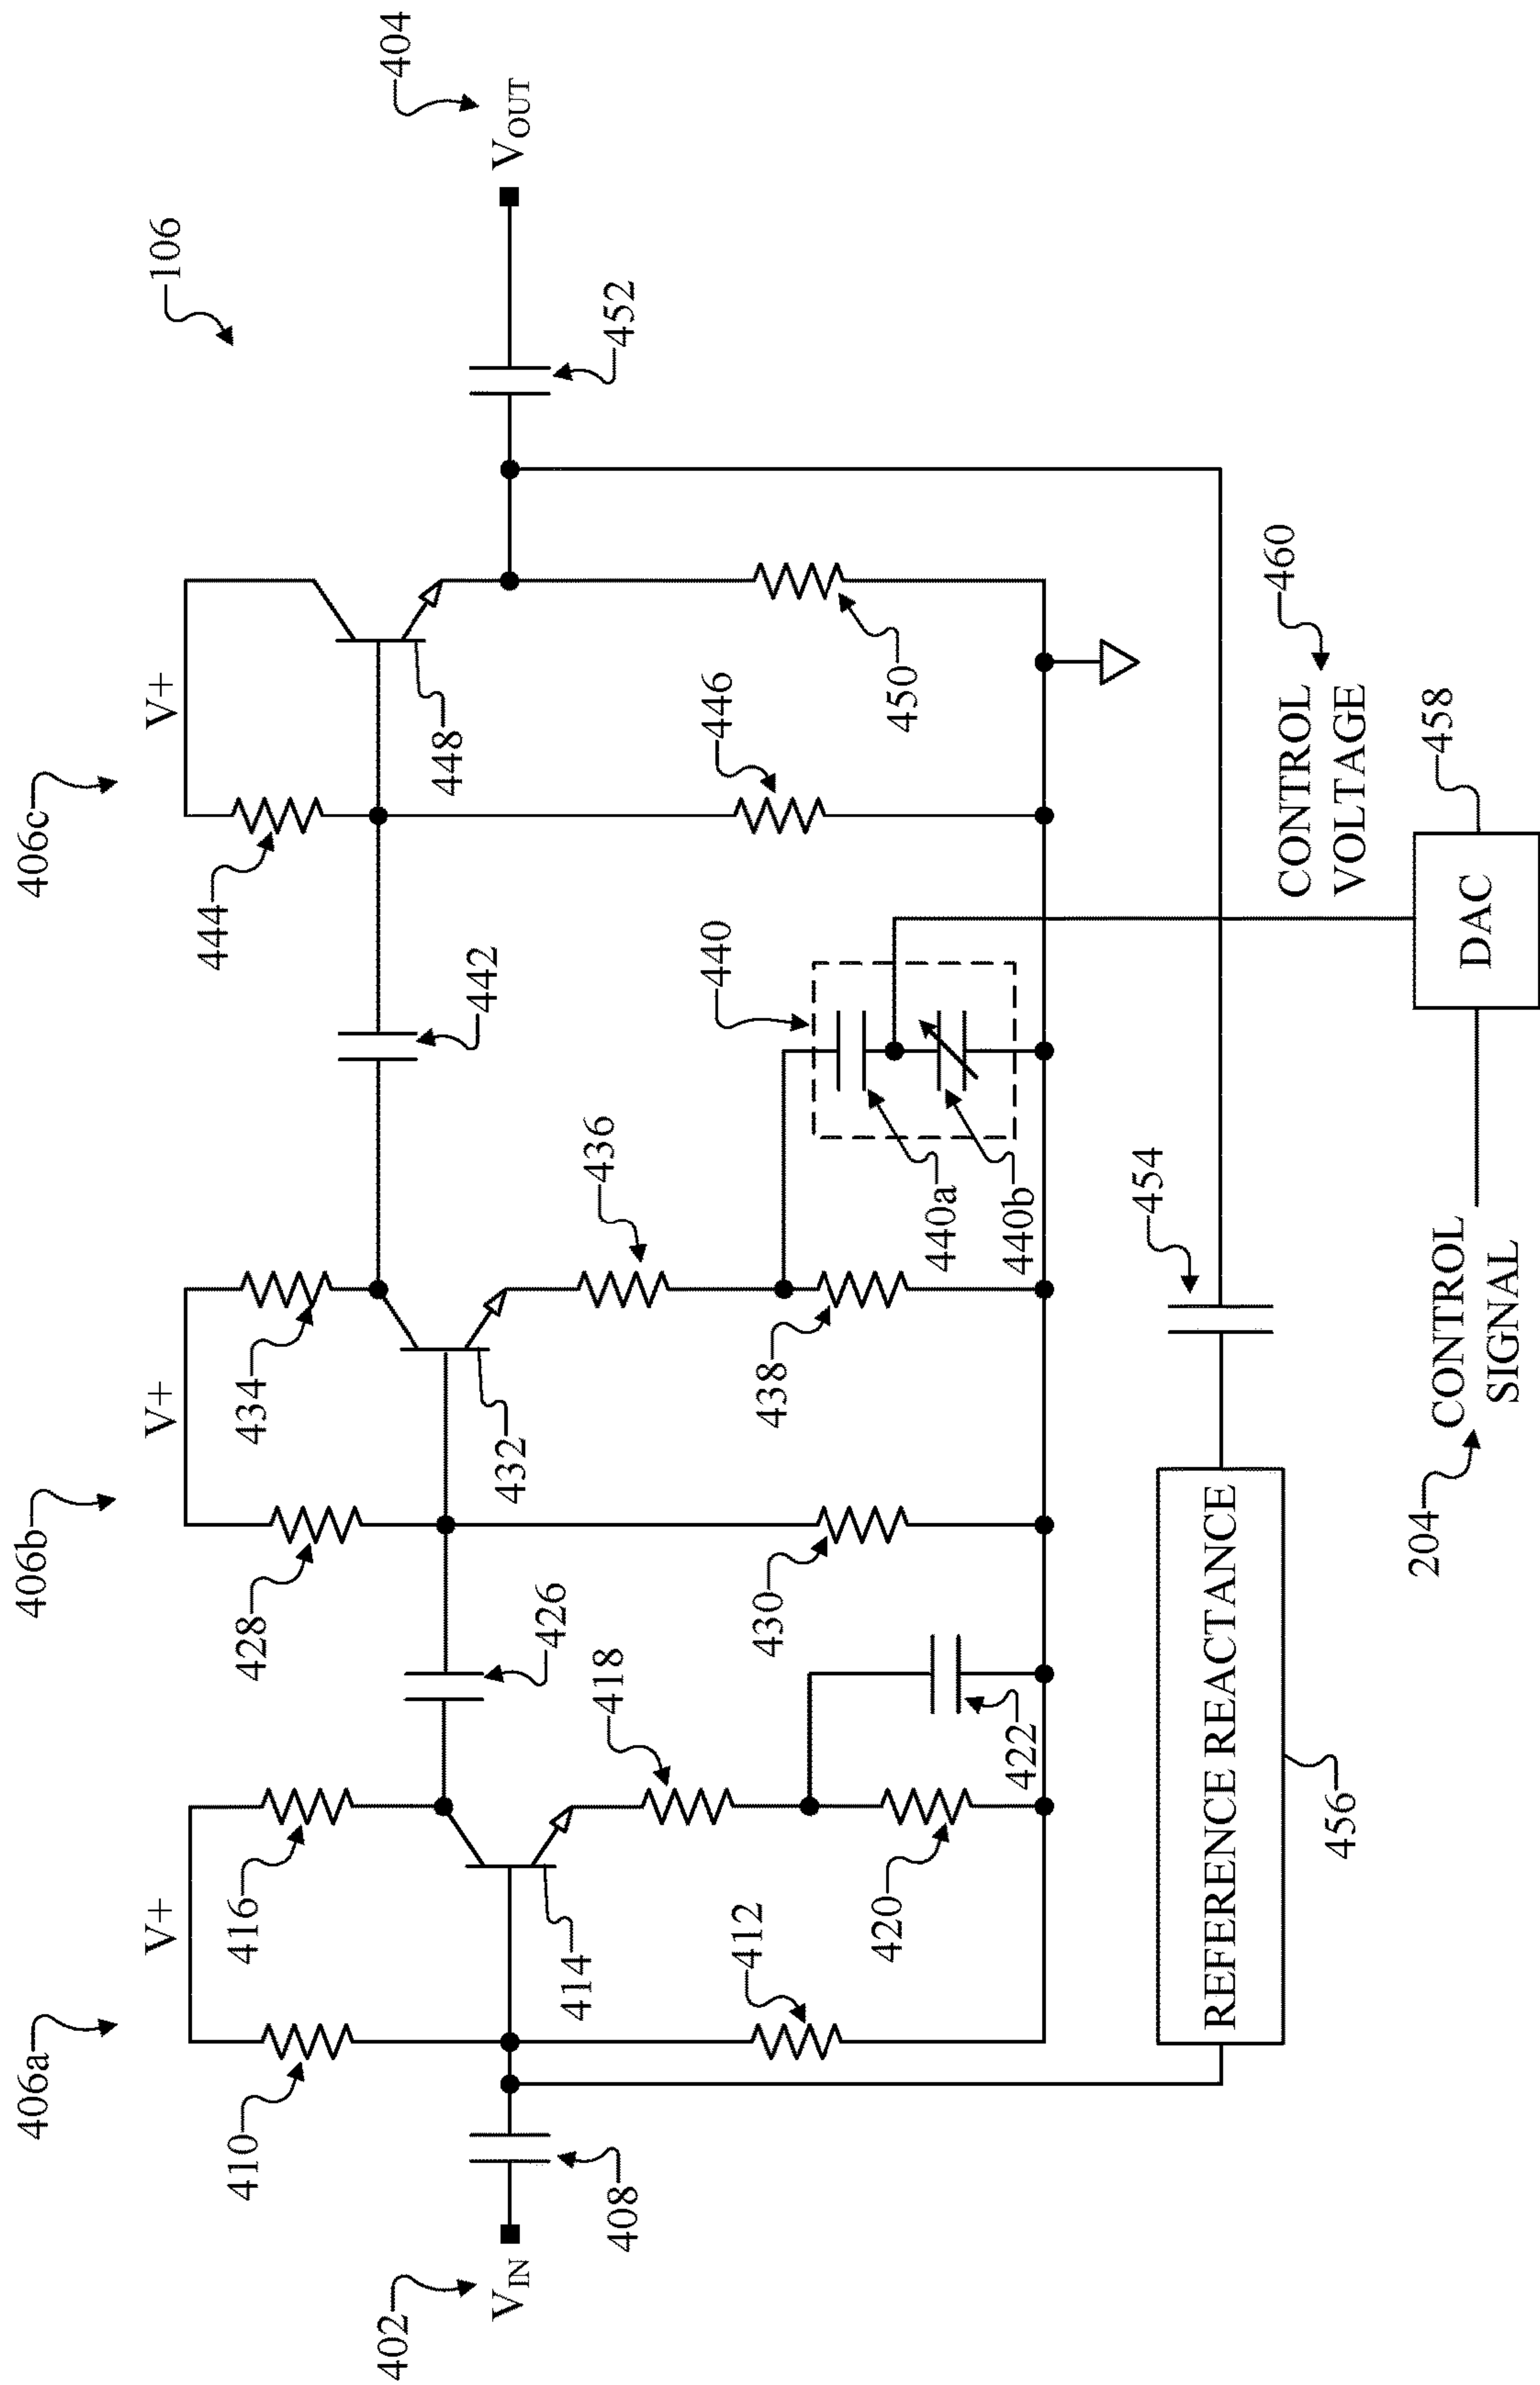 406a
406b
406c
106
404
V+
V+
V+
410
416
428
434
444
448
442
V_OUT
452
402
V_IN
408
414
412
418
420
422
426
432
430
436
438
440
440a
440b
446
450
454
REFERENCE REACTANCE
456
CONTROL
VOLTAGE
460
204
CONTROL
SIGNAL
DAC
458